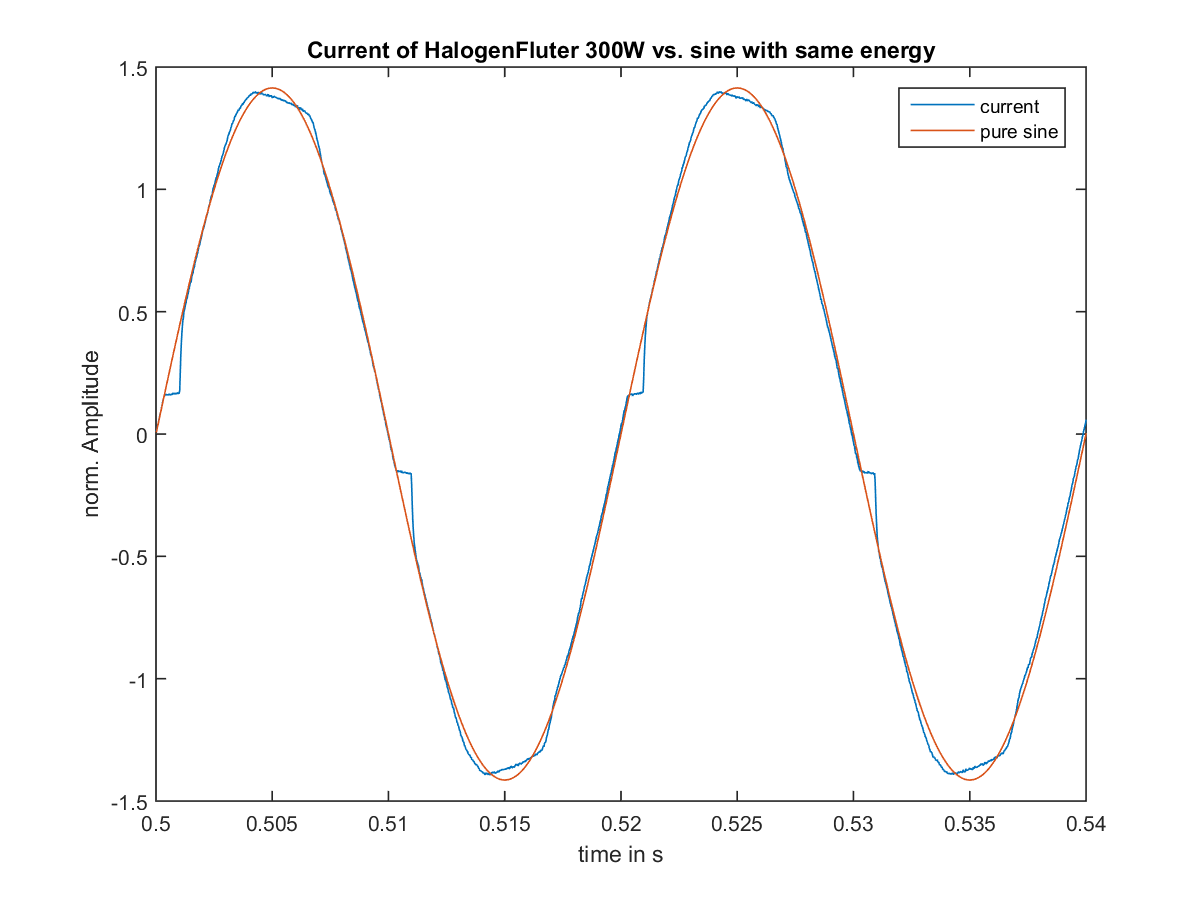 Current of HalogenFluter 300W vs. sine with same energy
current
pure sine
norm. Amplitude
1.5
1
0.5
0
-0.5
-1
-1.5
0.5 0.505 0.51 0.515 0.52 0.525 0.53 0.535 0.54
time in s